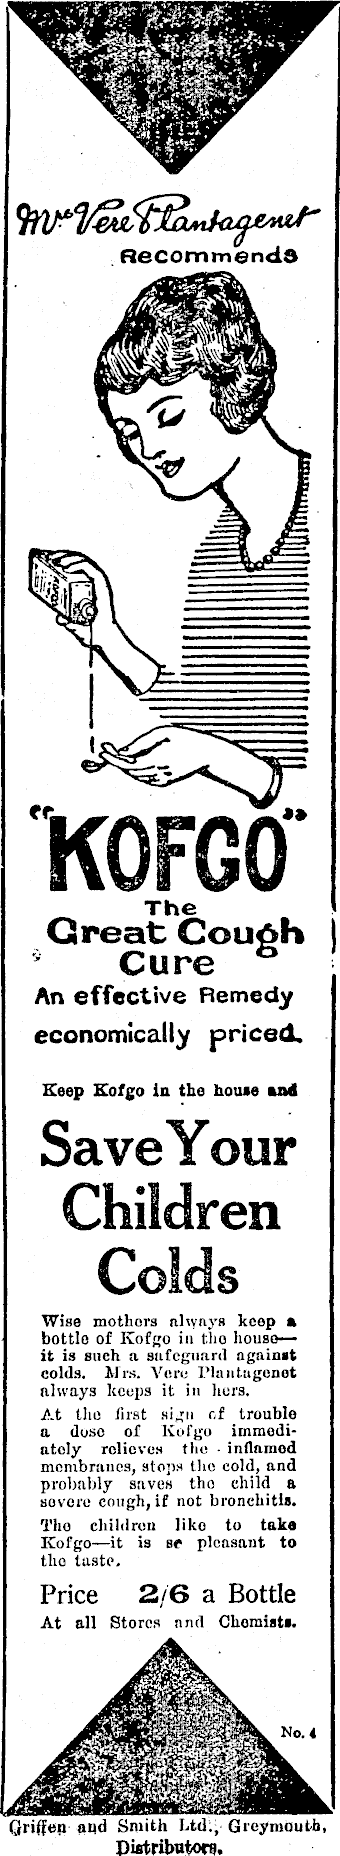 Mrs Vere Plantagenet
Recommends
"KOFGO"
The
Great Cough
Cure
An effective Remedy
economically priced.
Keep Kofgo in the house and
Save Your
Children
Colds
Wise mothers always keep a
bottle of Kofgo in the house—
it is such a safeguard against
colds. Mrs. Vere Plantagenet
always keeps it in hers.
At the first sign of trouble
a dose of Kofgo immedi-
ately relieves the inflamed
membranes, stops the cold, and
probably saves the child a
severe cough, if not bronchitis.
The children like to take
Kofgo—it is so pleasant to
the taste.
Price 2/6 a Bottle
At all Stores and Chemists.
No. 4
Griffen and Smith Ltd., Greymouth,
Distributors.